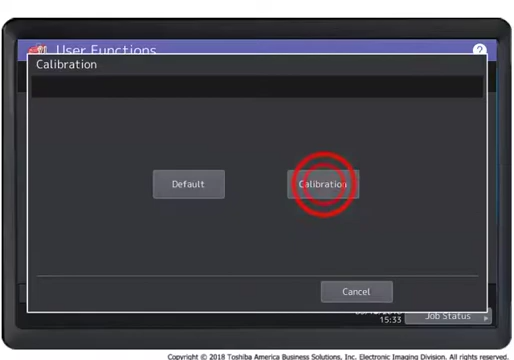 User Functions
?
Calibration
Default
Calibration
Cancel
15:33
Job Status
Copyright © 2018 Toshiba America Business Solutions, Inc. Electronic Imaging Division. All rights reserved.